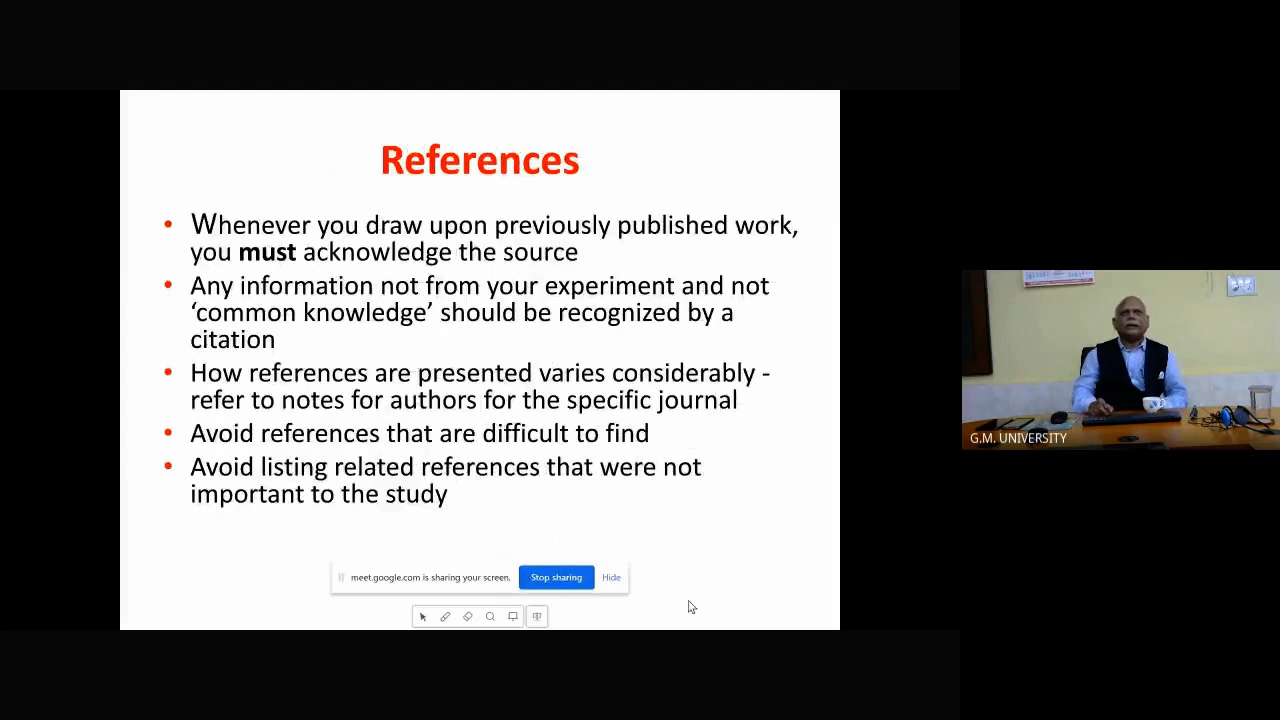 References
• Whenever you draw upon previously published work,
you must acknowledge the source
• Any information not from your experiment and not
‘common knowledge’ should be recognized by a
citation
• How references are presented varies considerably -
refer to notes for authors for the specific journal
• Avoid references that are difficult to find
• Avoid listing related references that were not
important to the study
meet.google.com is sharing your screen. Stop sharing Hide
G.M. UNIVERSITY